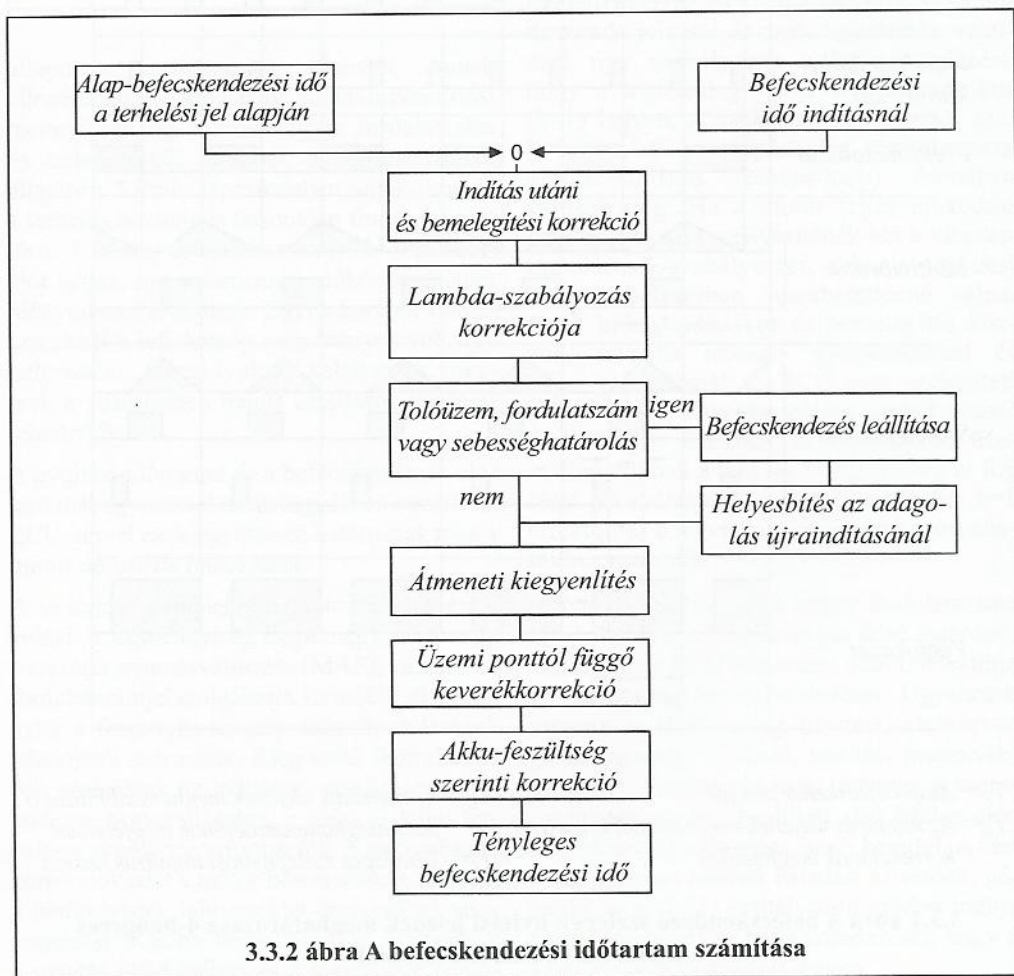 Alap-befecskendezési idő
a terhelési jel alapján
Befecskendezési
idő indításnál
0
Indítás utáni
és bemelegítési korrekció
Lambda-szabályozás
korrekciója
Tolóüzem, fordulatszám
vagy sebességhatárolás
igen
Befecskendezés leállítása
nem
Helyesbítés az adago-
lás újraindításánál
Átmeneti kiegyenlítés
Üzemi ponttól függő
keverékkorrekció
Akku-feszültség
szerinti korrekció
Tényleges
befecskendezési idő
3.3.2 ábra A befecskendezési időtartam számítása